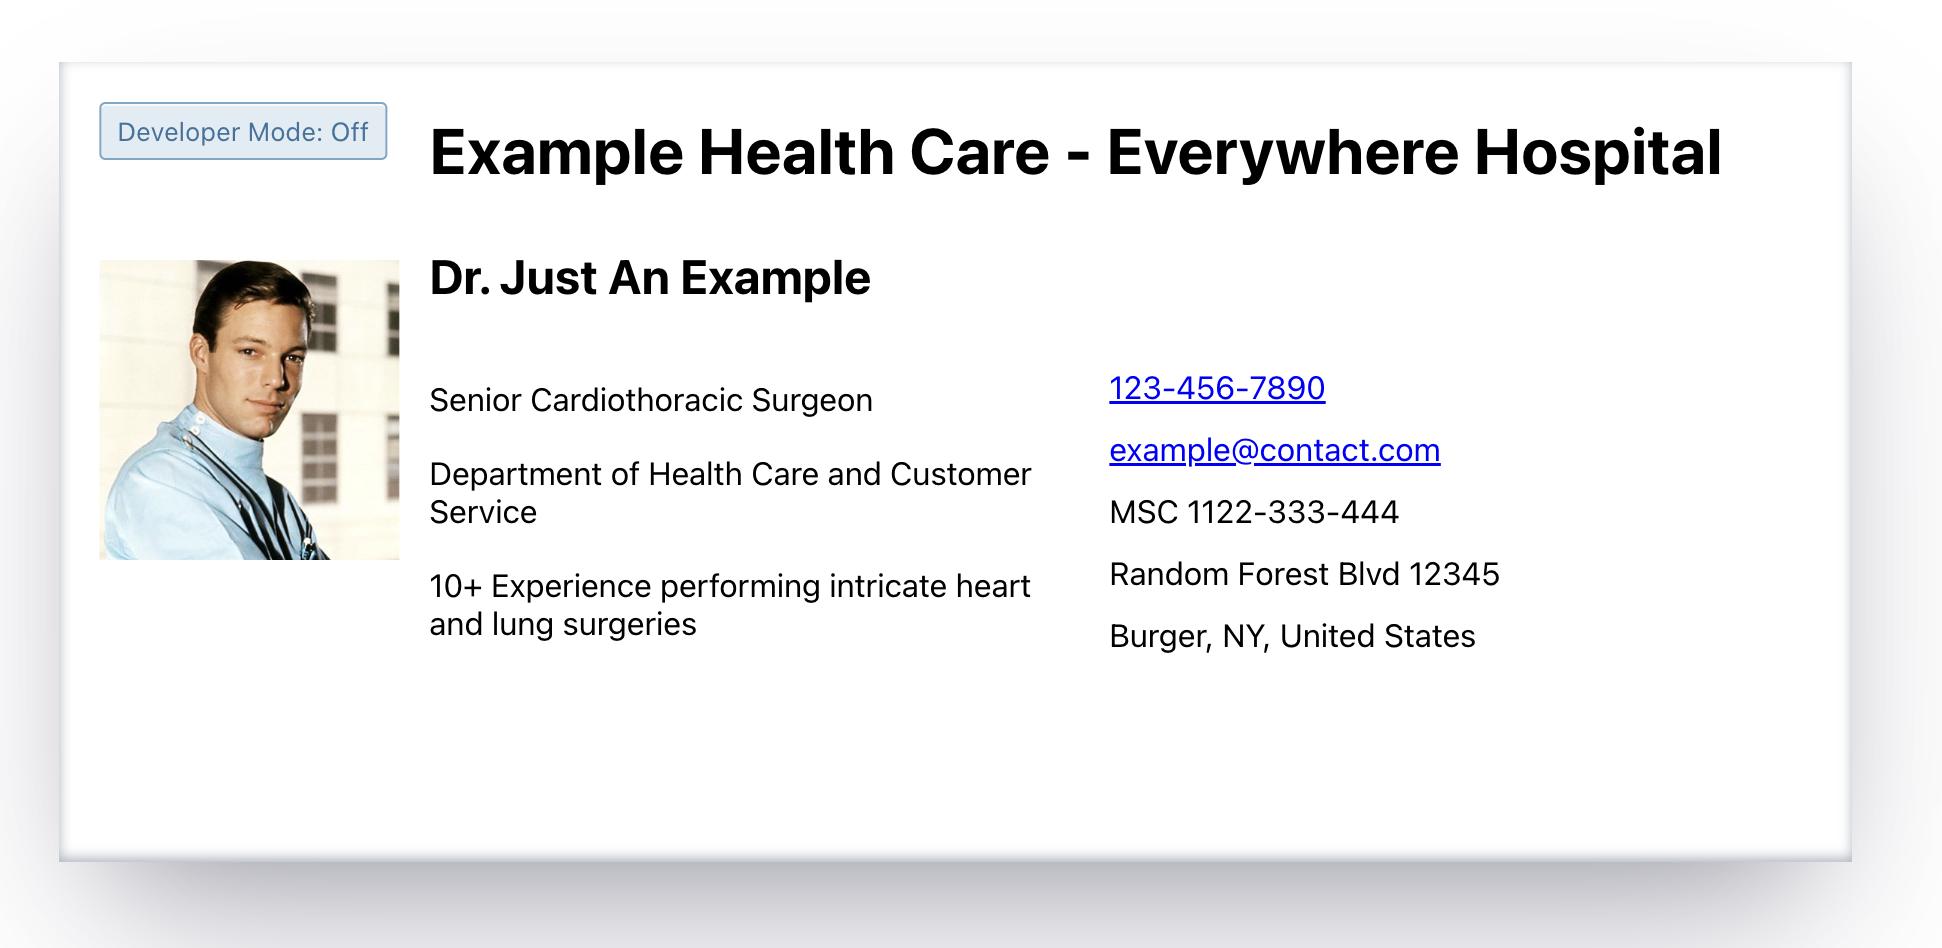 Developer Mode: Off
Example Health Care - Everywhere Hospital
Dr. Just An Example
Senior Cardiothoracic Surgeon
Department of Health Care and Customer
Service
10+ Experience performing intricate heart
and lung surgeries
123-456-7890
example@contact.com
MSC 1122-333-444
Random Forest Blvd 12345
Burger, NY, United States